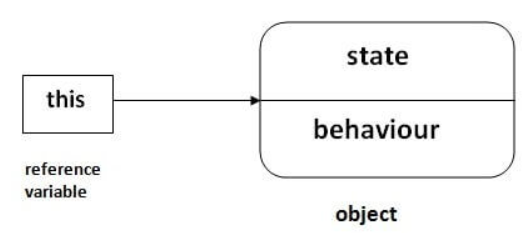 state
this
behaviour
reference
variable
object